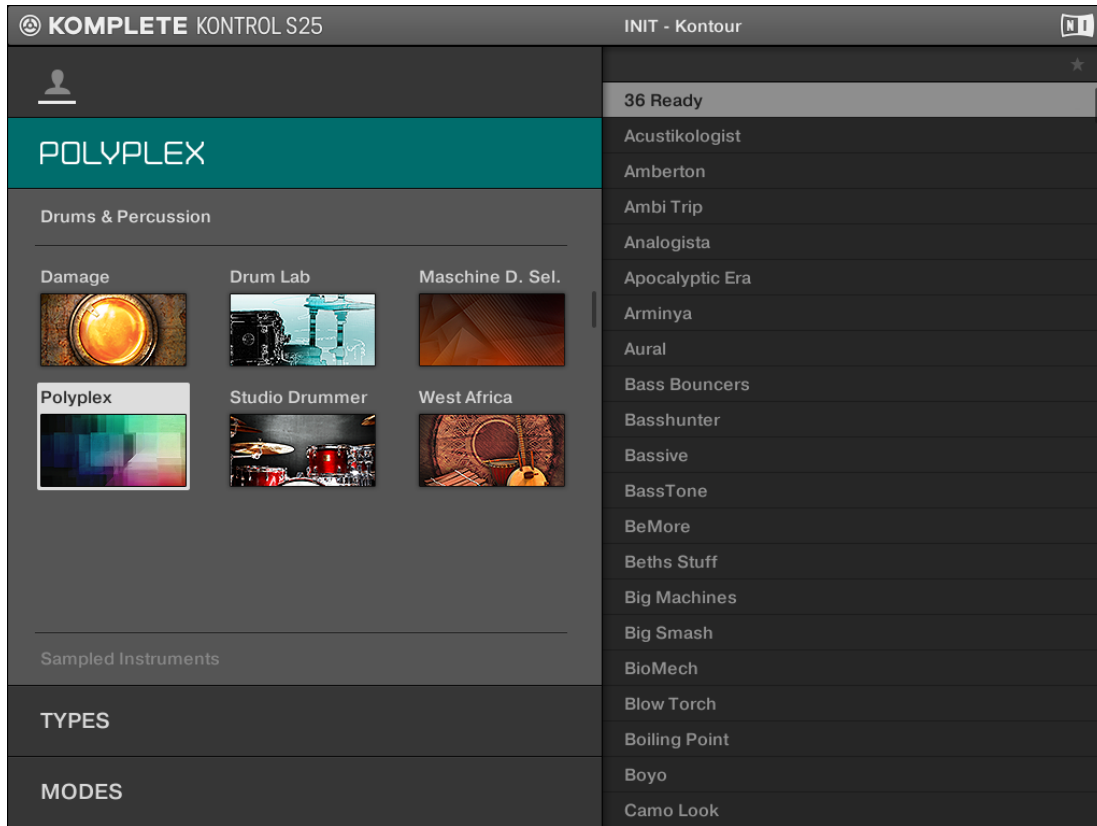 KOMPLETE KONTROL S25
INIT - Kontour
NI
POLYPLEX
Drums & Percussion
Damage
Drum Lab
Maschine D. Sel.
Polyplex
Studio Drummer
West Africa
Sampled Instruments
TYPES
MODES
36 Ready
Acustikologist
Amberton
Ambi Trip
Analogista
Apocalyptic Era
Arminya
Aural
Bass Bouncers
Basshunter
Bassive
BassTone
BeMore
Beths Stuff
Big Machines
Big Smash
BioMech
Blow Torch
Boiling Point
Boyo
Camo Look